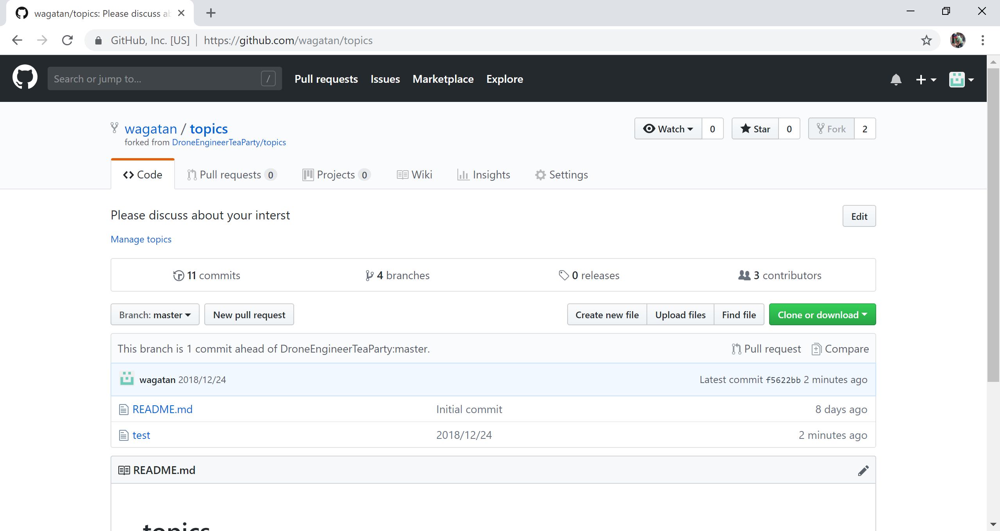 wagatan/topics: Please discuss ab
GitHub, Inc. [US] https://github.com/wagatan/topics
Search or jump to... / Pull requests Issues Marketplace Explore
wagatan / topics Watch 0 Star 0 Fork 2
forked from DroneEngineerTeaParty/topics
Code Pull requests 0 Projects 0 Wiki Insights Settings
Please discuss about your interst Edit
Manage topics
11 commits 4 branches 0 releases 3 contributors
Branch: master New pull request Create new file Upload files Find file Clone or download
This branch is 1 commit ahead of DroneEngineerTeaParty:master. Pull request Compare
wagatan 2018/12/24 Latest commit f5622bb 2 minutes ago
README.md Initial commit 8 days ago
test 2018/12/24 2 minutes ago
README.md
topics